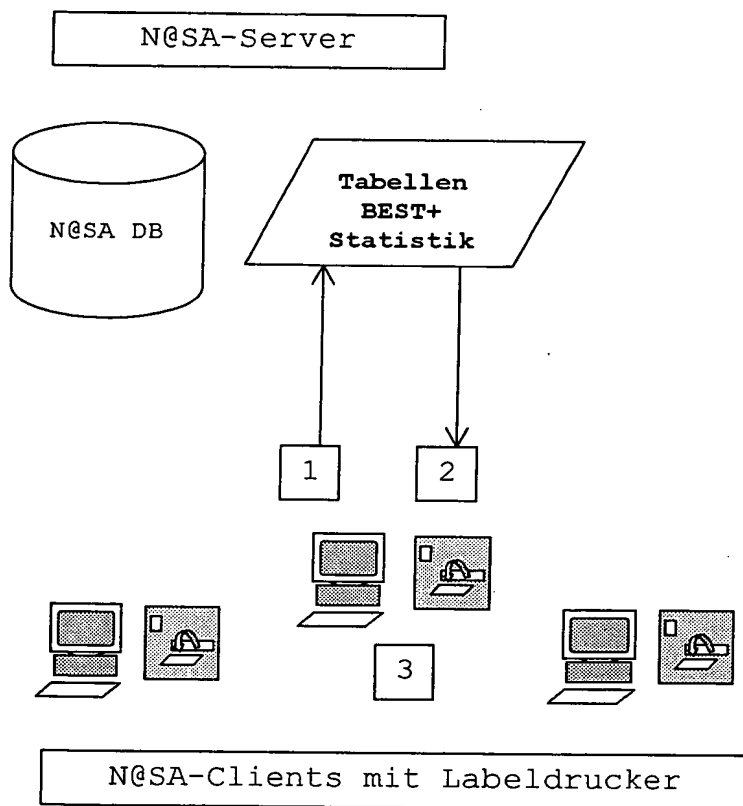 N@SA-Server
N@SA DB
Tabellen
BEST+
Statistik
1
2
3
N@SA-Clients mit Labeldrucker